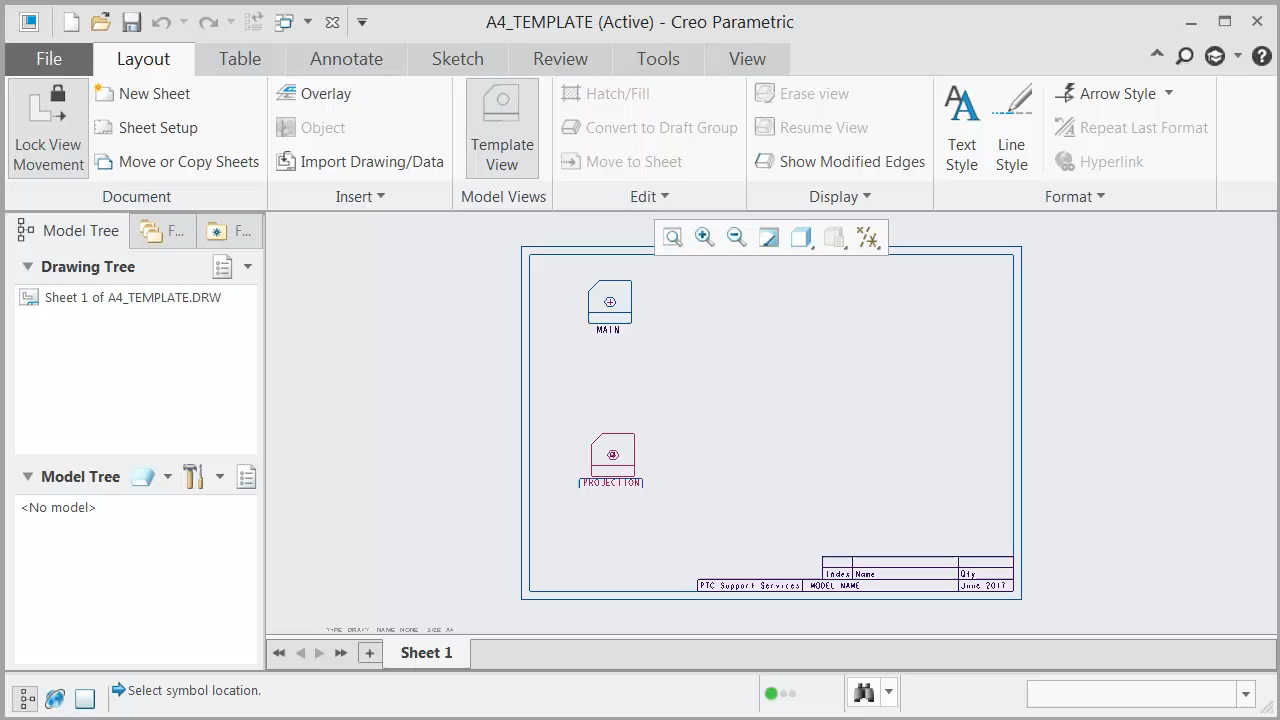 A4_TEMPLATE (Active) - Creo Parametric
File
Layout
Table
Annotate
Sketch
Review
Tools
View
Lock View
Movement
New Sheet
Sheet Setup
Move or Copy Sheets
Document
Overlay
Object
Import Drawing/Data
Insert
Template
View
Model Views
Hatch/Fill
Convert to Draft Group
Move to Sheet
Edit
Erase view
Resume View
Show Modified Edges
Display
Text
Style
Line
Style
Arrow Style
Repeat Last Format
Hyperlink
Format
Model Tree
F...
F...
Drawing Tree
Sheet 1 of A4_TEMPLATE.DRW
Model Tree
<No model>
MAIN
PROJECTION
Index Name Qty
PTC Support Services MODEL NAME June 2017
Sheet 1
Select symbol location.